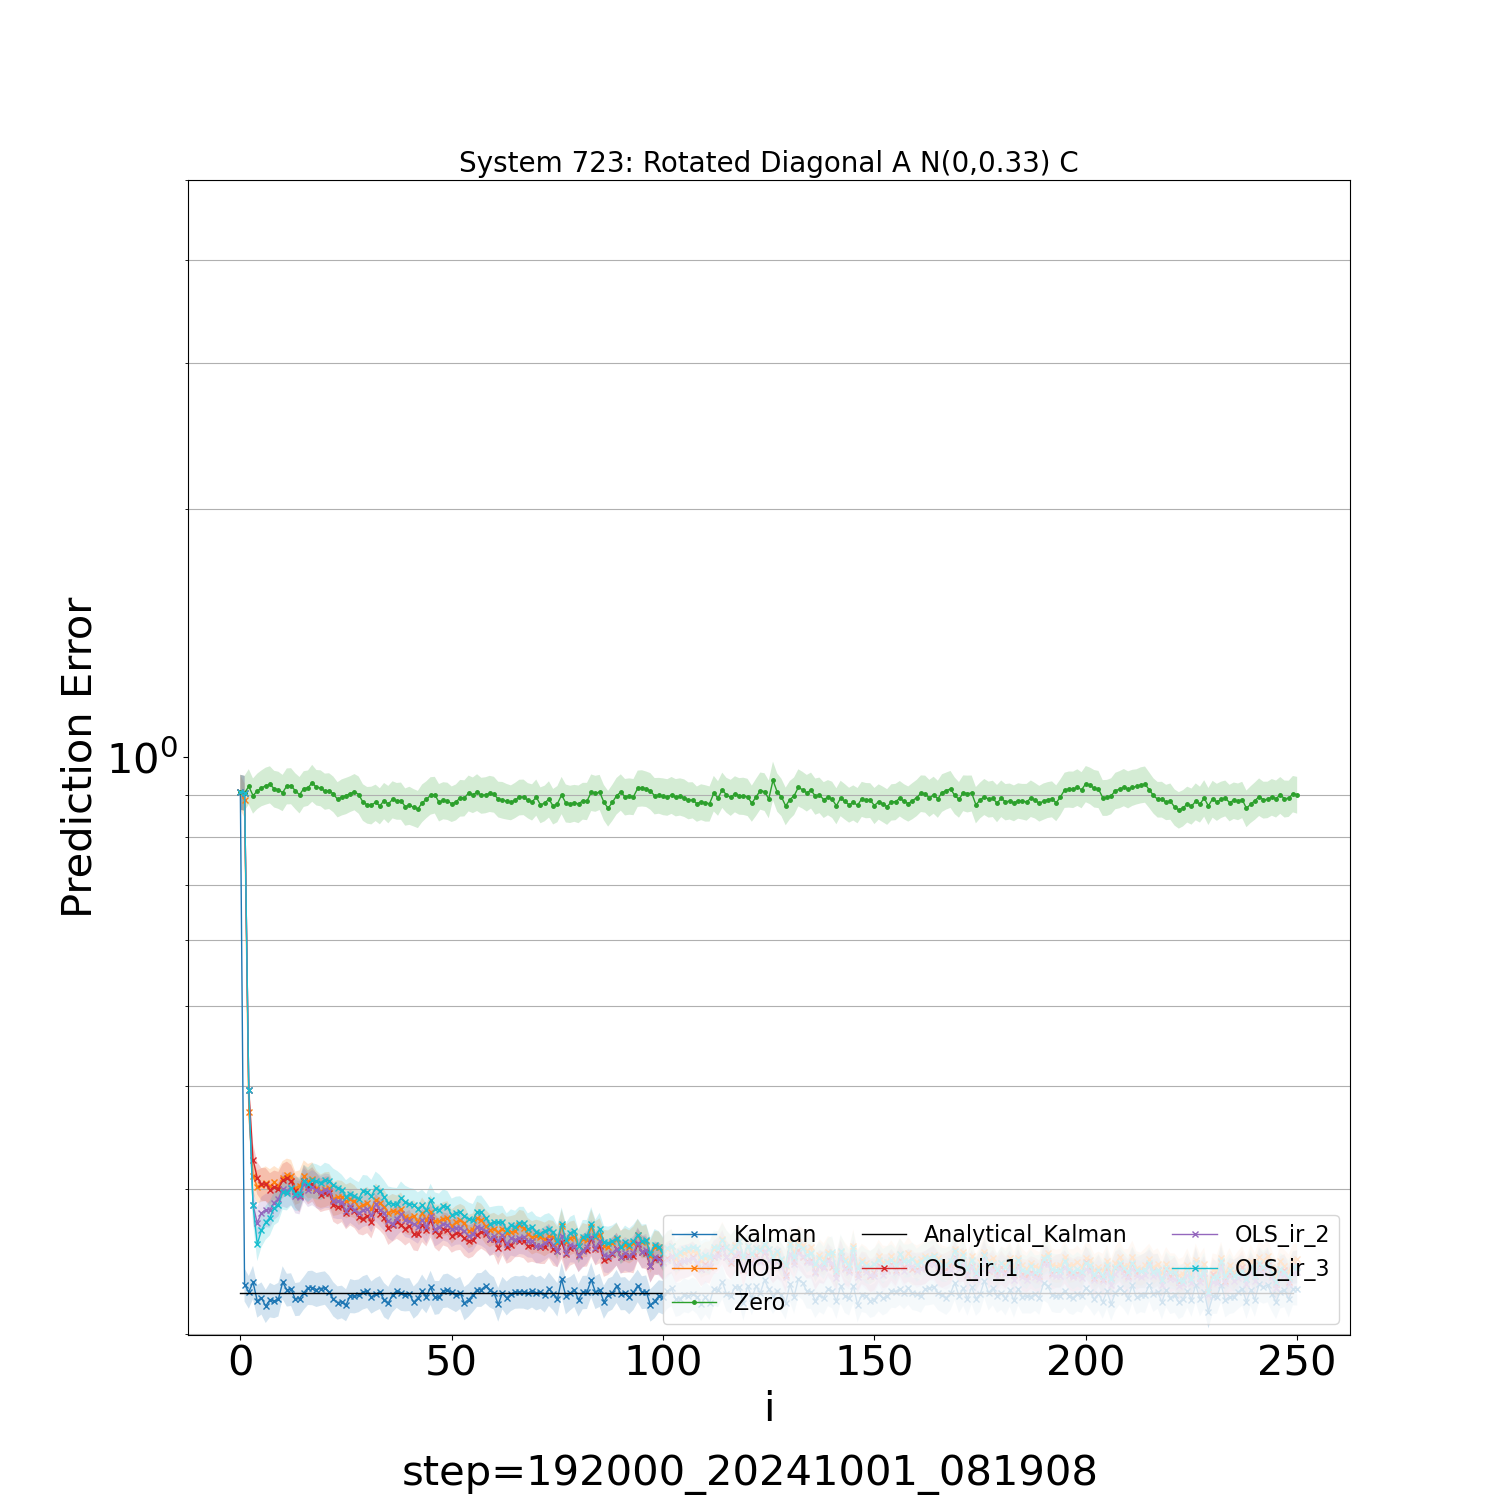 System 723: Rotated Diagonal A N(0,0.33) C
Prediction Error
10⁰
Kalman
MOP
Zero
Analytical_Kalman
OLS_ir_1
OLS_ir_2
OLS_ir_3
0 50 100 150 200 250
i
step=192000_20241001_081908